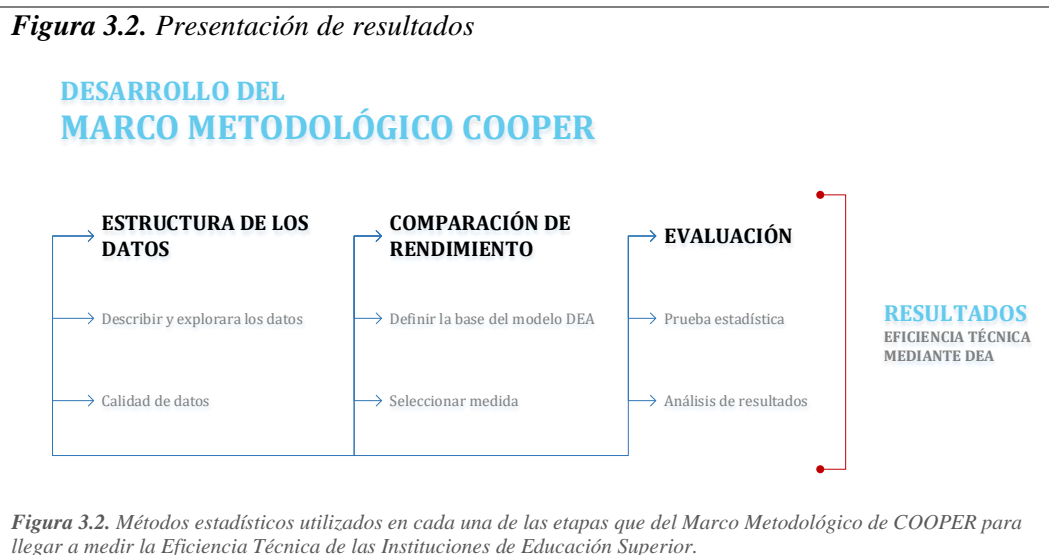 Figura 3.2. Presentación de resultados
DESARROLLO DEL
MARCO METODOLÓGICO COOPER
ESTRUCTURA DE LOS
DATOS
Describir y explorara los datos
Calidad de datos
COMPARACIÓN DE
RENDIMIENTO
Definir la base del modelo DEA
Seleccionar medida
EVALUACIÓN
Prueba estadística
Análisis de resultados
RESULTADOS
EFICIENCIA TÉCNICA
MEDIANTE DEA
Figura 3.2. Métodos estadísticos utilizados en cada una de las etapas que del Marco Metodológico de COOPER para
llegar a medir la Eficiencia Técnica de las Instituciones de Educación Superior.